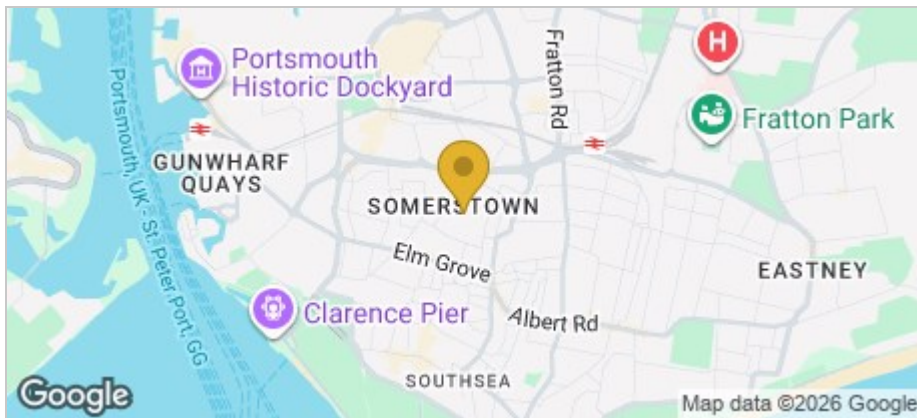 Portsmouth
Historic Dockyard
Fratton Rd
H
Fratton Park
GUNWHARF
QUAYS
SOMERSTOWN
Portsmouth, UK - St. Peter Port, GG
Elm Grove
EASTNEY
Clarence Pier
Albert Rd
SOUTHSEA
Google
Map data ©2026 Google